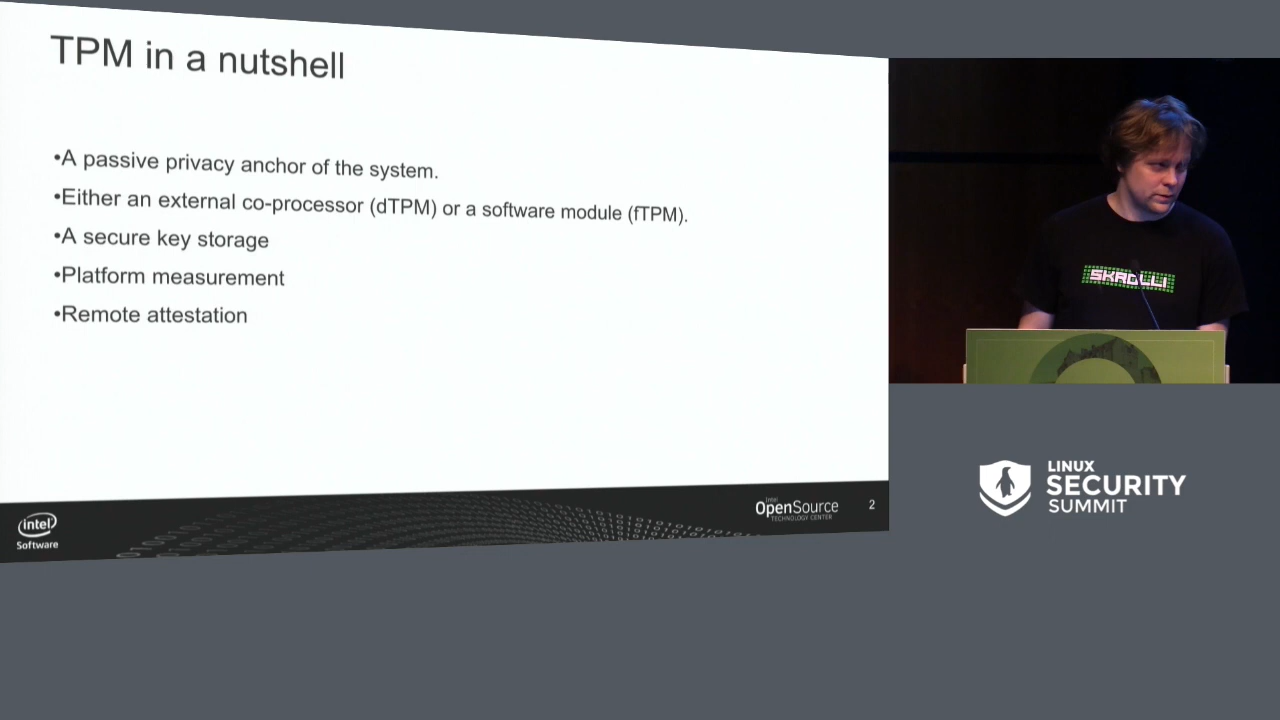 TPM in a nutshell
•A passive privacy anchor of the system.
•Either an external co-processor (dTPM) or a software module (fTPM).
•A secure key storage
•Platform measurement
•Remote attestation
intel
Software
intel
OpenSource
TECHNOLOGY CENTER
2
SKROLLI
LINUX
SECURITY
SUMMIT